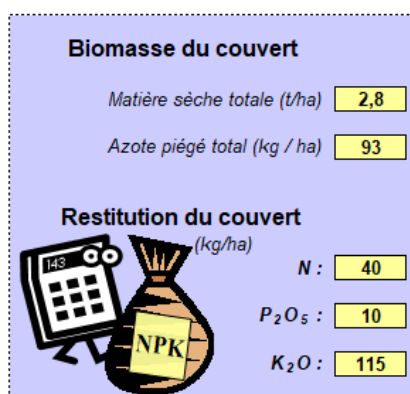 Biomasse du couvert
Matière sèche totale (t/ha) 2,8
Azote piégé total (kg / ha) 93
Restitution du couvert
(kg/ha)
143
N : 40
P₂O₅ : 10
NPK
K₂O : 115